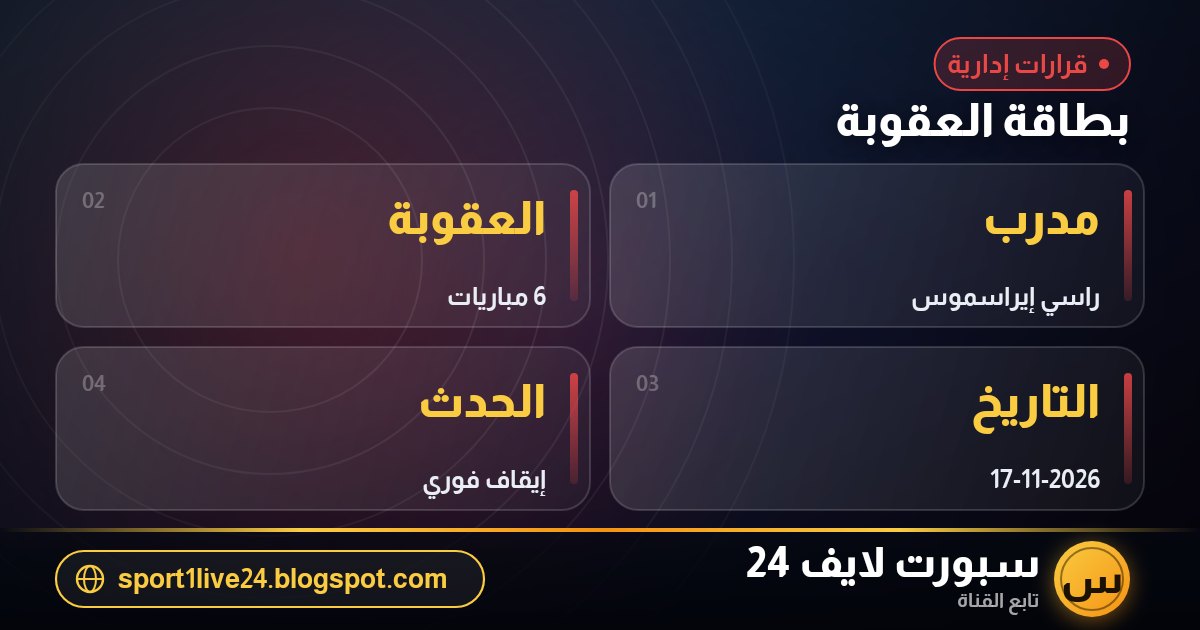 قرارات إدارية
بطاقة العقوبة
01
مدرب
راسي إيراسموس
02
العقوبة
6 مباريات
03
التاريخ
17-11-2026
04
الحدث
إيقاف فوري
س
سبورت لايف 24
تابع القناة
sport1live24.blogspot.com